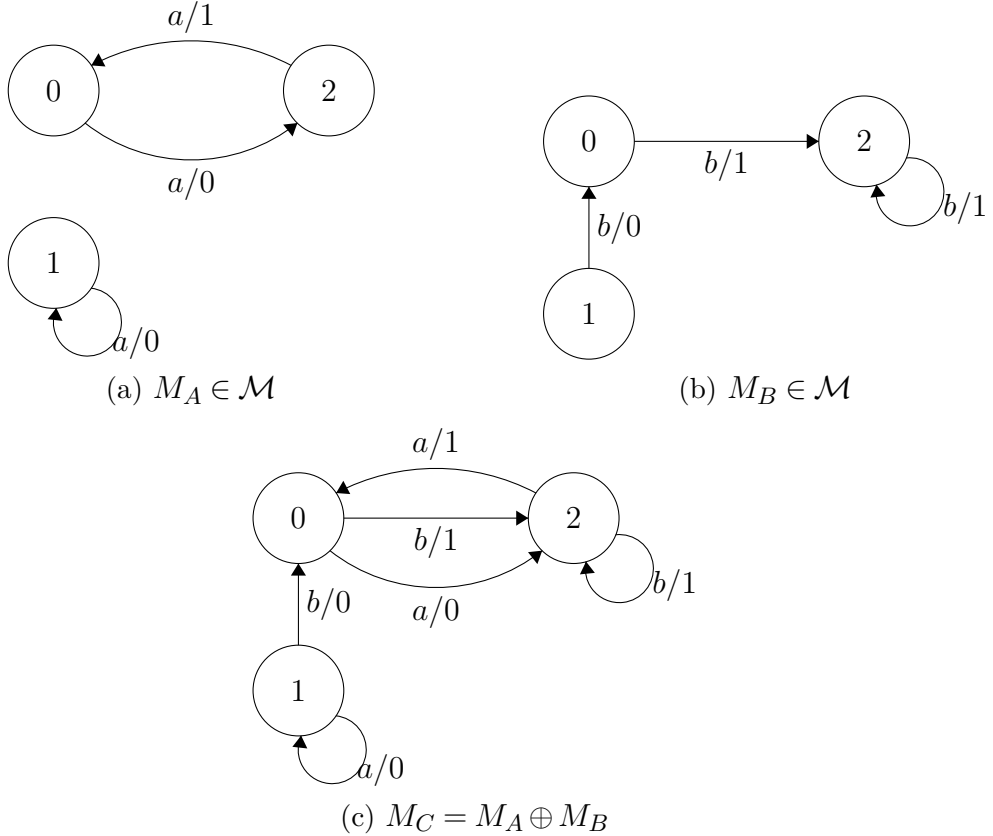 a/1
0
2
a/0
1
a/0
(a) M_A ∈ ℳ
0
2
b/1
b/1
b/0
1
(b) M_B ∈ ℳ
a/1
0
2
b/1
b/1
b/0
a/0
1
a/0
(c) M_C = M_A ⊕ M_B